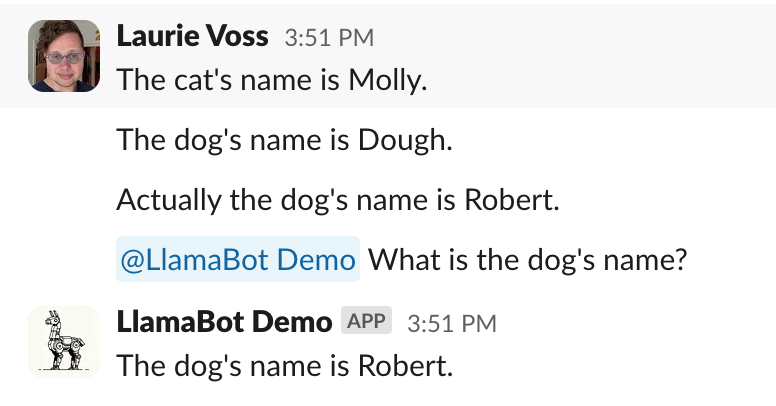 Laurie Voss 3:51 PM
The cat's name is Molly.
The dog's name is Dough.
Actually the dog's name is Robert.
@LlamaBot Demo What is the dog's name?
LlamaBot Demo APP 3:51 PM
The dog's name is Robert.